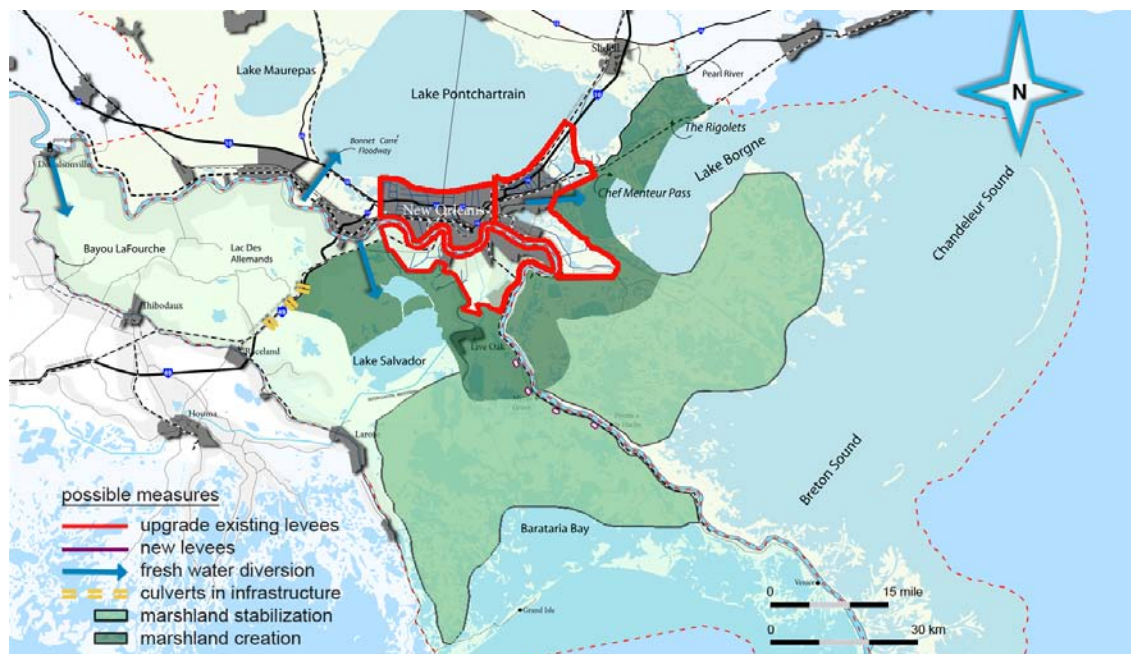 Slidell
Lake Maurepas
Lake Pontchartrain
Pearl River
N
10
Bonnet Carré
Floodway
The Rigolets
Donaldsonville
Lake Borgne
Chef Menteur Pass
New Orleans
Chandeleur Sound
Bayou LaFourche
Lac Des
Allemands
Thibodaux
Raceland
Lake Salvador
Live Oak
Houma
Larose
Breton Sound
possible measures
upgrade existing levees
new levees
fresh water diversion
culverts in infrastructure
marshland stabilization
marshland creation
Barataria Bay
Venice
Grand Isle
0 15 mile
0 30 km